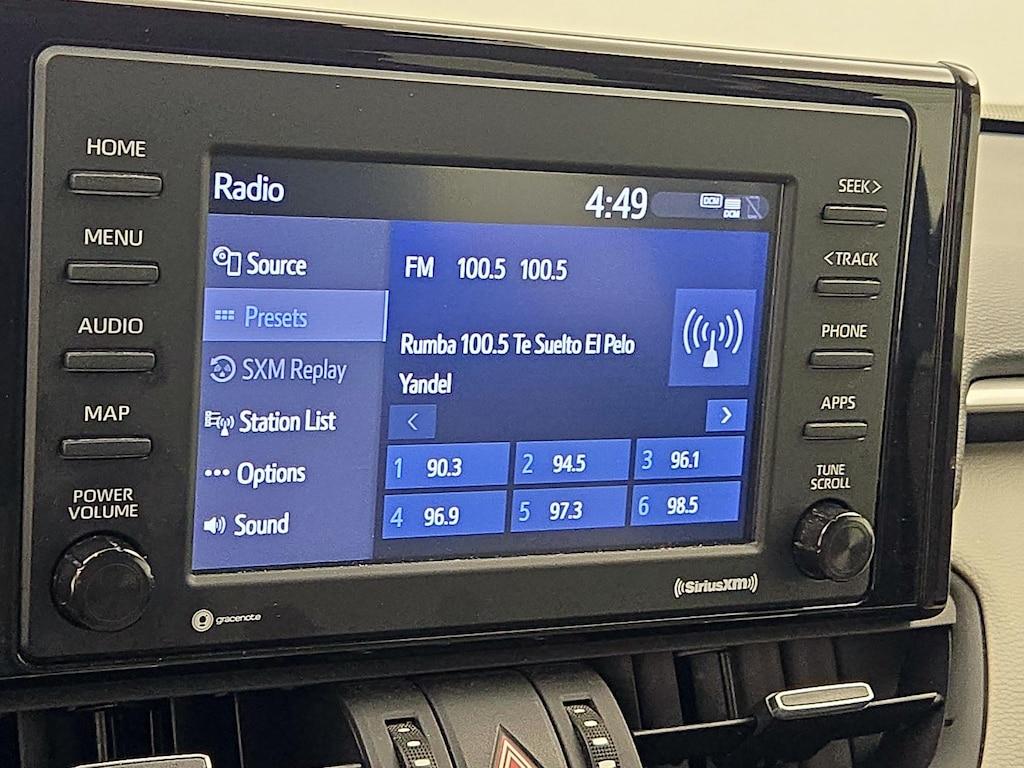 HOME
MENU
AUDIO
MAP
POWER
VOLUME
Radio
4:49
DCM
DCM
Source
Presets
SXM Replay
Station List
Options
Sound
FM 100.5 100.5
Rumba 100.5 Te Suelto El Pelo
Yandel
< >
1 90.3
2 94.5
3 96.1
4 96.9
5 97.3
6 98.5
SEEK>
<TRACK
PHONE
APPS
TUNE
SCROLL
gracenote
((SiriusXM))